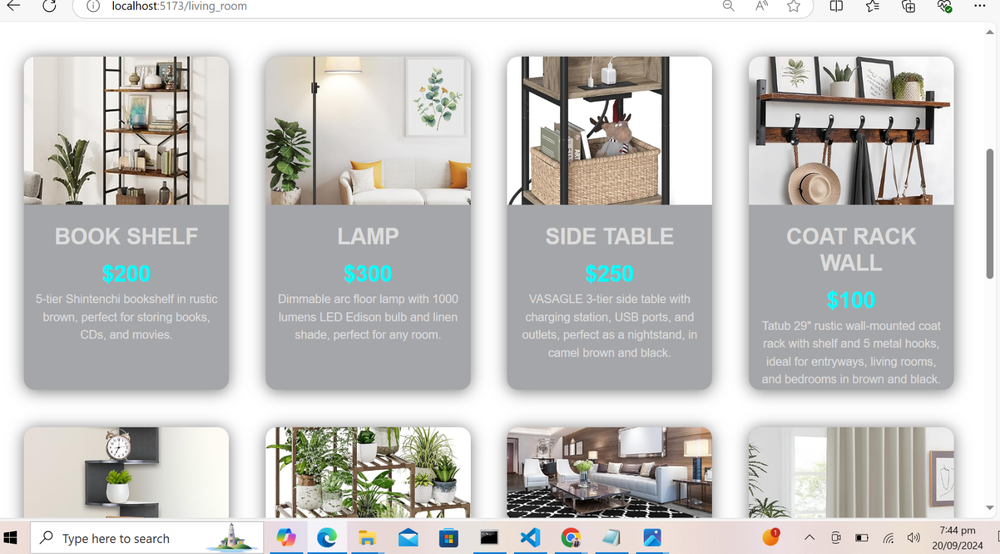 localhost:5173/living_room
BOOK SHELF
$200
5-tier Shintenchi bookshelf in rustic
brown, perfect for storing books,
CDs, and movies.
LAMP
$300
Dimmable arc floor lamp with 1000
lumens LED Edison bulb and linen
shade, perfect for any room.
SIDE TABLE
$250
VASAGLE 3-tier side table with
charging station, USB ports, and
outlets, perfect as a nightstand, in
camel brown and black.
COAT RACK
WALL
$100
Tatub 29" rustic wall-mounted coat
rack with shelf and 5 metal hooks,
ideal for entryways, living rooms,
and bedrooms in brown and black.
Type here to search
1
7:44 pm
20/09/2024